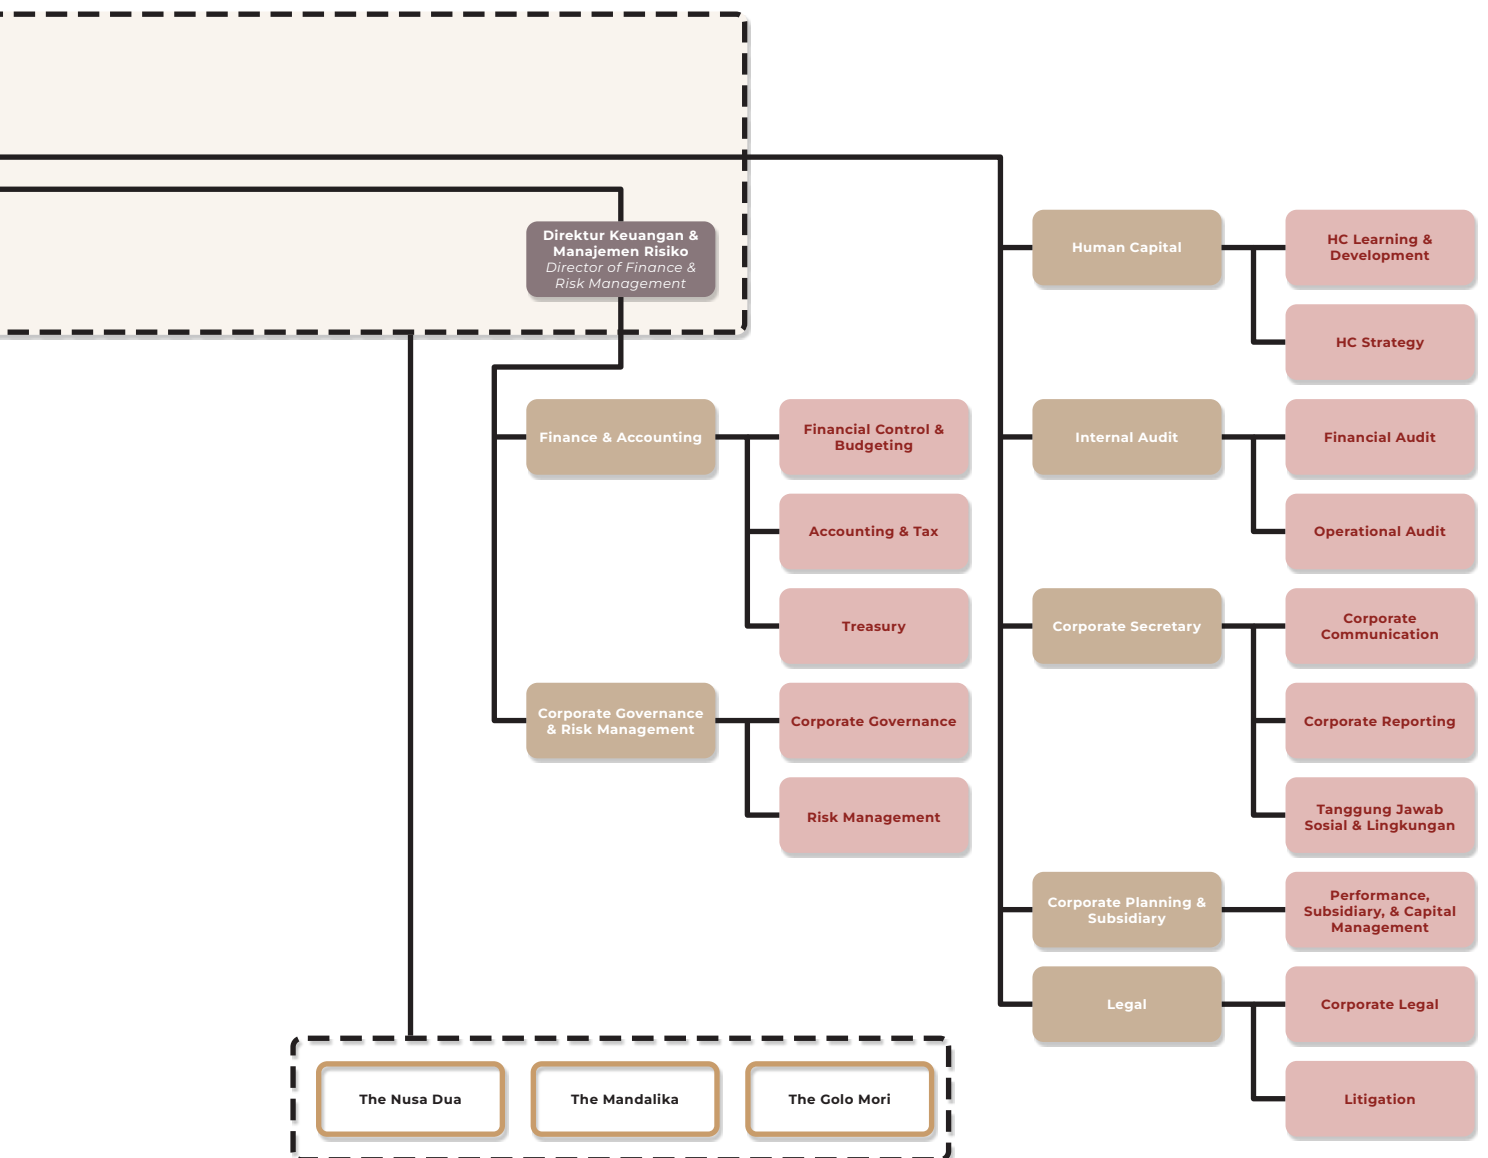 Direktur Keuangan &
Manajemen Risiko
Director of Finance &
Risk Management
Finance & Accounting
Financial Control &
Budgeting
Accounting & Tax
Treasury
Corporate Governance
& Risk Management
Corporate Governance
Risk Management
Human Capital
HC Learning &
Development
HC Strategy
Internal Audit
Financial Audit
Operational Audit
Corporate Secretary
Corporate
Communication
Corporate Reporting
Tanggung Jawab
Sosial & Lingkungan
Corporate Planning &
Subsidiary
Performance,
Subsidiary, & Capital
Management
Legal
Corporate Legal
Litigation
The Nusa Dua
The Mandalika
The Golo Mori